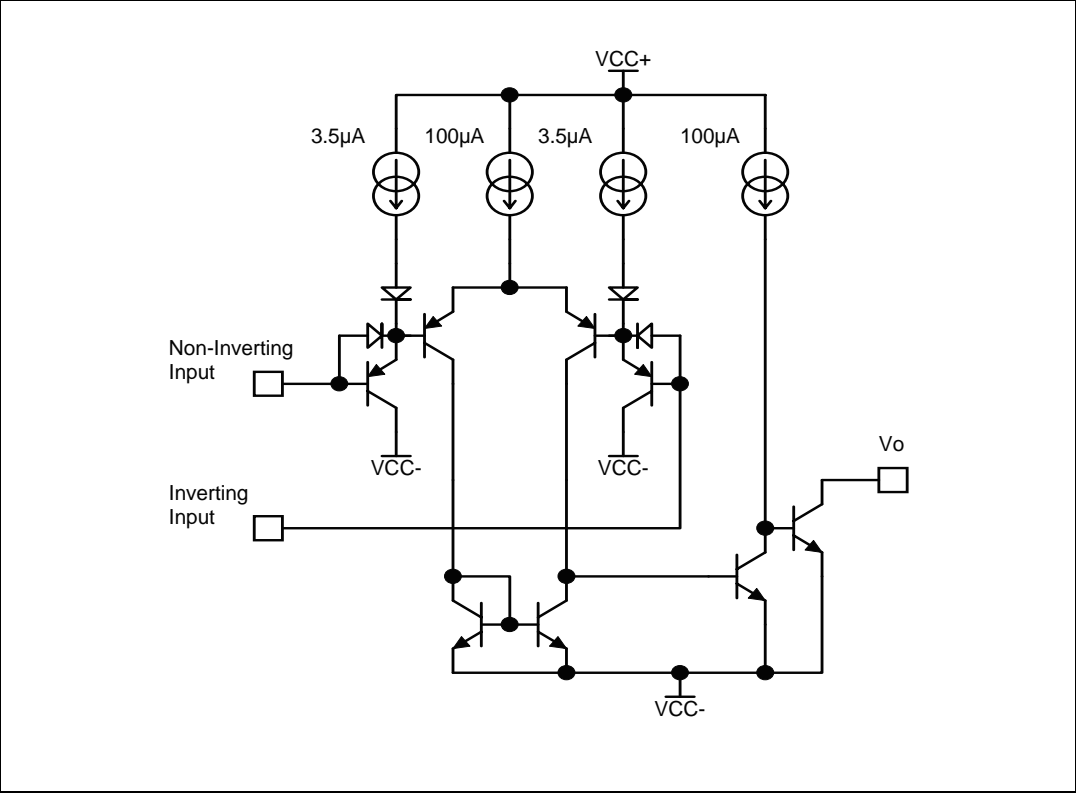 VCC+
3.5µA
100µA
3.5µA
100µA
Non-Inverting
Input
VCC-
VCC-
Vo
Inverting
Input
VCC-